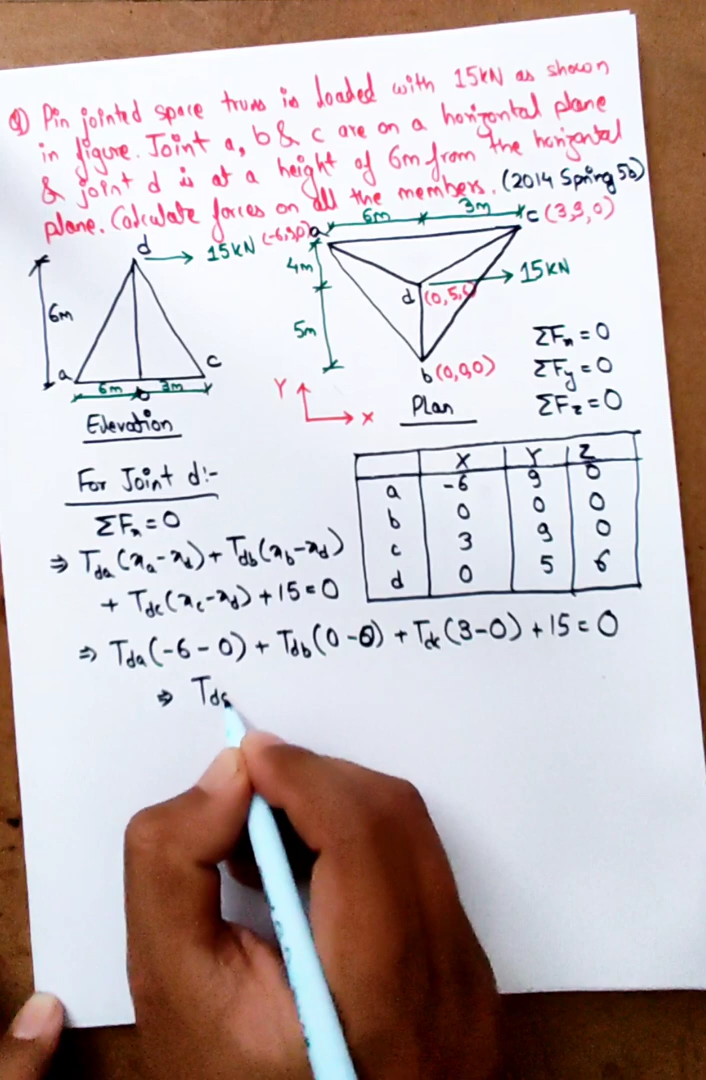 Q) Pin jointed space truss is loaded with 15kN as shown
in figure. Joint a, b & c are on a horizontal plane
& joint d is at a height of 6m from the horizontal
plane. Calculate forces on all the members. (2014 Spring 5b)
d
15kN
6m
a
c
6m
b
3m
Elevation
6m
3m
(-6,9,0)
a
c (3,9,0)
4m
d
(0,5,6)
15kN
5m
b(0,0,0)
Y
X
Plan
ΣFx = 0
ΣFy = 0
ΣFz = 0
X Y Z
a -6 9 0
b 0 0 0
c 3 9 0
d 0 5 6
For Joint d:-
ΣFx = 0
⇒ Tda(xa-xd) + Tdb(xb-xd)
+ Tdc(xc-xd) + 15 = 0
⇒ Tda(-6 - 0) + Tdb(0 - 0) + Tdc(3-0) + 15 = 0
⇒ Tda